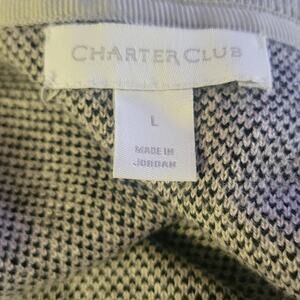 CHARTER CLUB
L
MADE IN
JORDAN